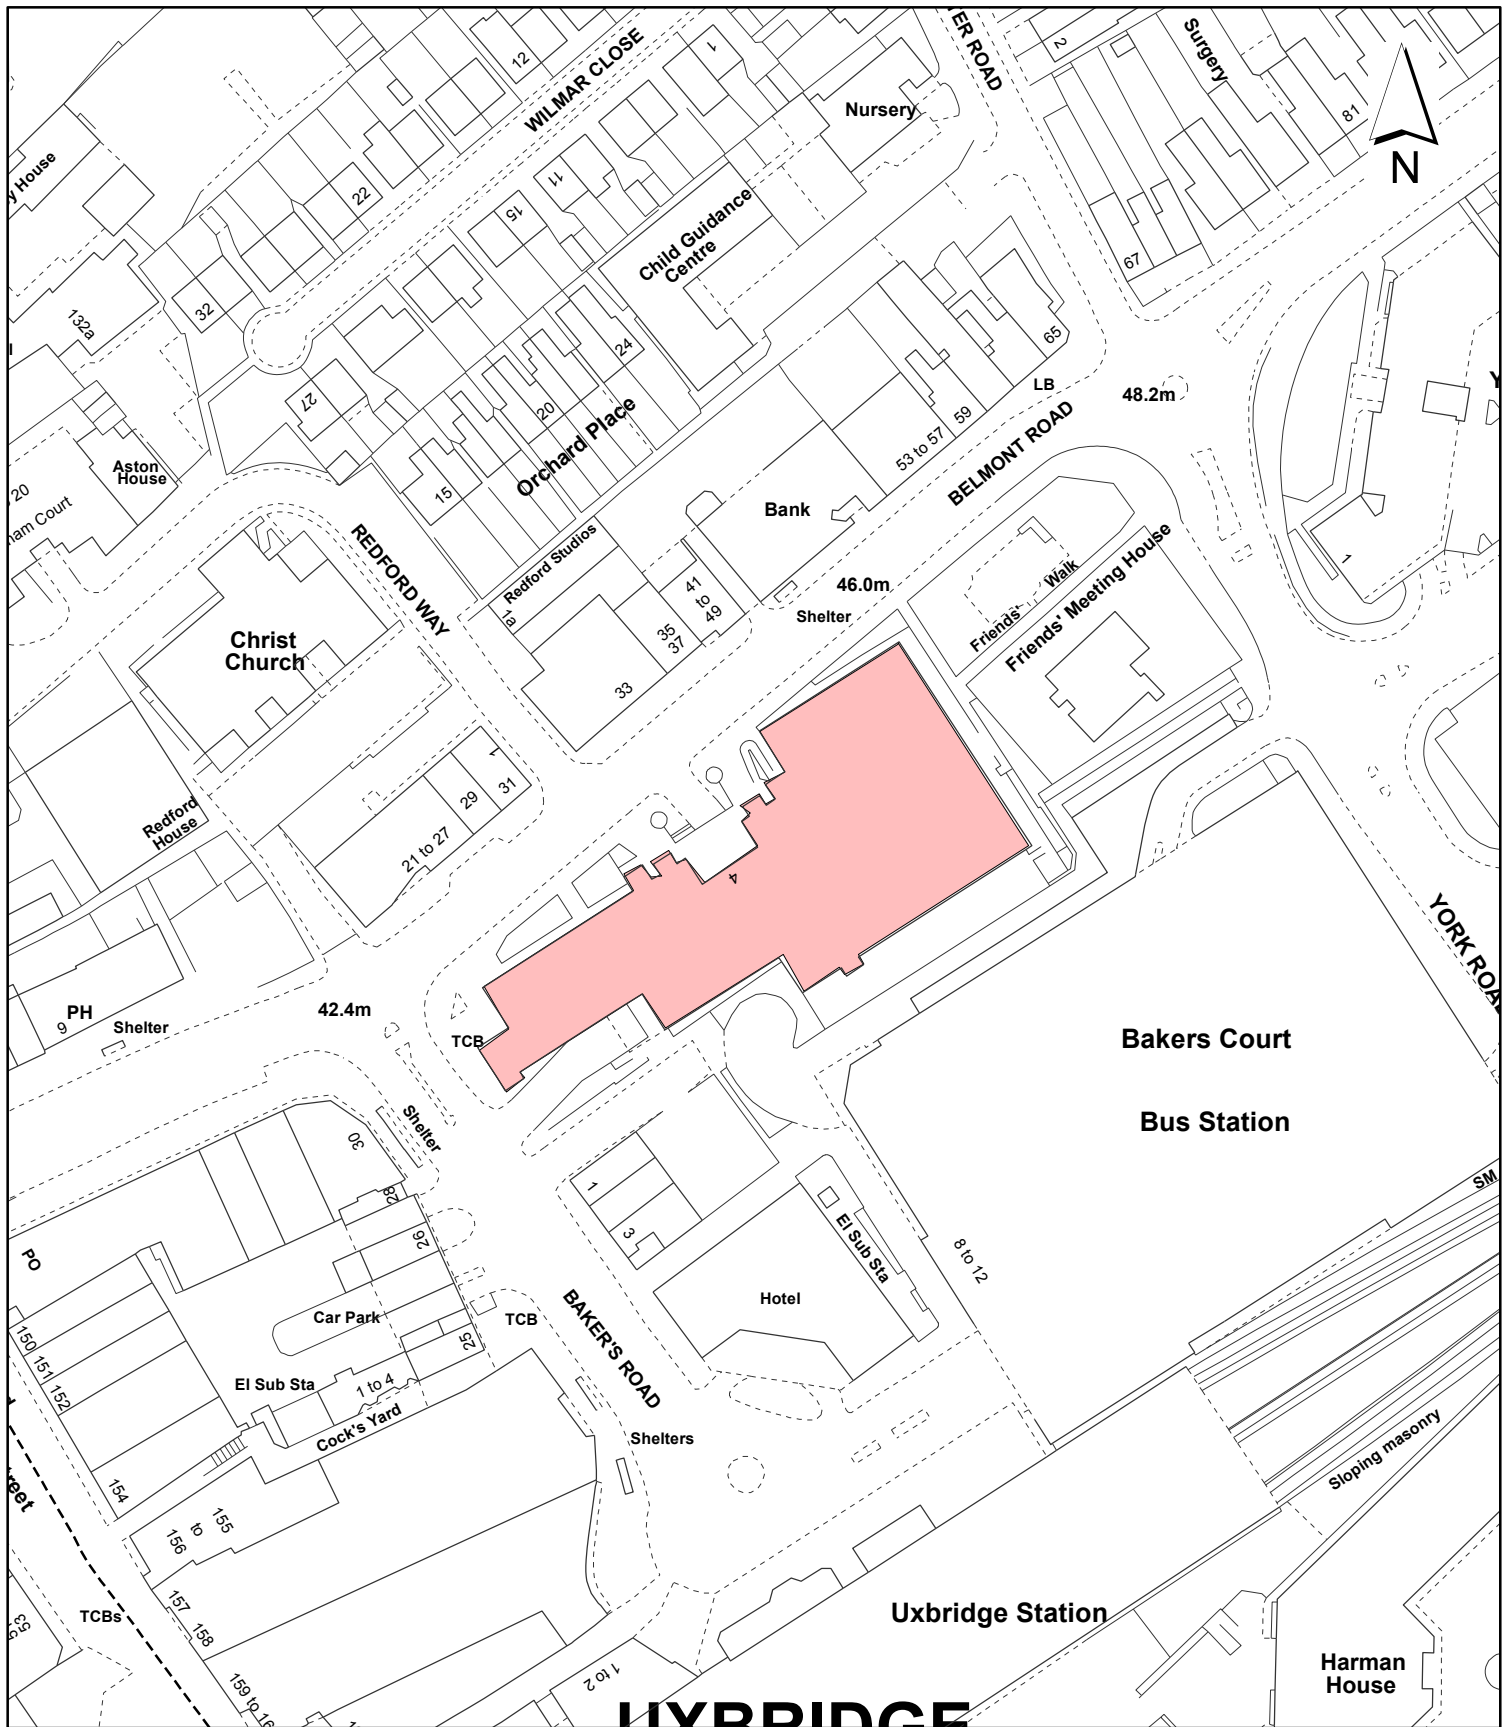 12
WILMAR CLOSE
1
Nursery
2
Surgery
81
N
22
11
15
Child Guidance
Centre
67
132a
32
27
24
20
Orchard Place
15
65
LB
48.2m
59
53 to 57
BELMONT ROAD
Aston
House
20
Bank
REDFORD WAY
Redford Studios
1a
41
to
49
46.0m
Shelter
Walk
Friends'
Friends' Meeting House
1
Christ
Church
35
37
33
1
31
29
21 to 27
Redford
House
4
YORK ROAD
PH
9
Shelter
42.4m
TCB
Bakers Court
Bus Station
Shelter
30
28
26
1
3
El Sub Sta
8 to 12
SM
PO
Hotel
Car Park
TCB
25
BAKER'S ROAD
150
151
152
El Sub Sta
1 to 4
Cock's Yard
Shelters
154
Sloping masonry
155
to
156
157
158
TCBs
53
Uxbridge Station
159 to
1 to 2
Harman
House
UXBRIDGE